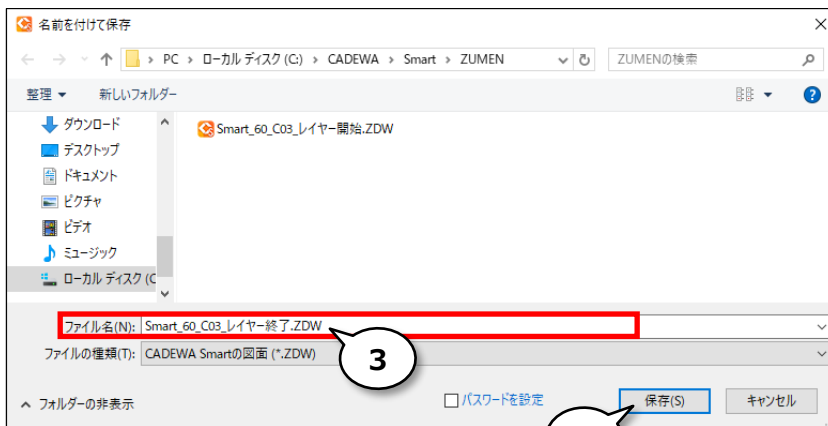 名前を付けて保存
PC › ローカル ディスク (C:) › CADEWA › Smart › ZUMEN
ZUMENの検索
整理
新しいフォルダー
ダウンロード
デスクトップ
ドキュメント
ピクチャ
ビデオ
ミュージック
ローカル ディスク (C
Smart_60_C03_レイヤー開始.ZDW
ファイル名(N): Smart_60_C03_レイヤー終了.ZDW
ファイルの種類(T): CADEWA Smartの図面 (*.ZDW)
3
フォルダーの非表示
パスワードを設定
保存(S)
キャンセル